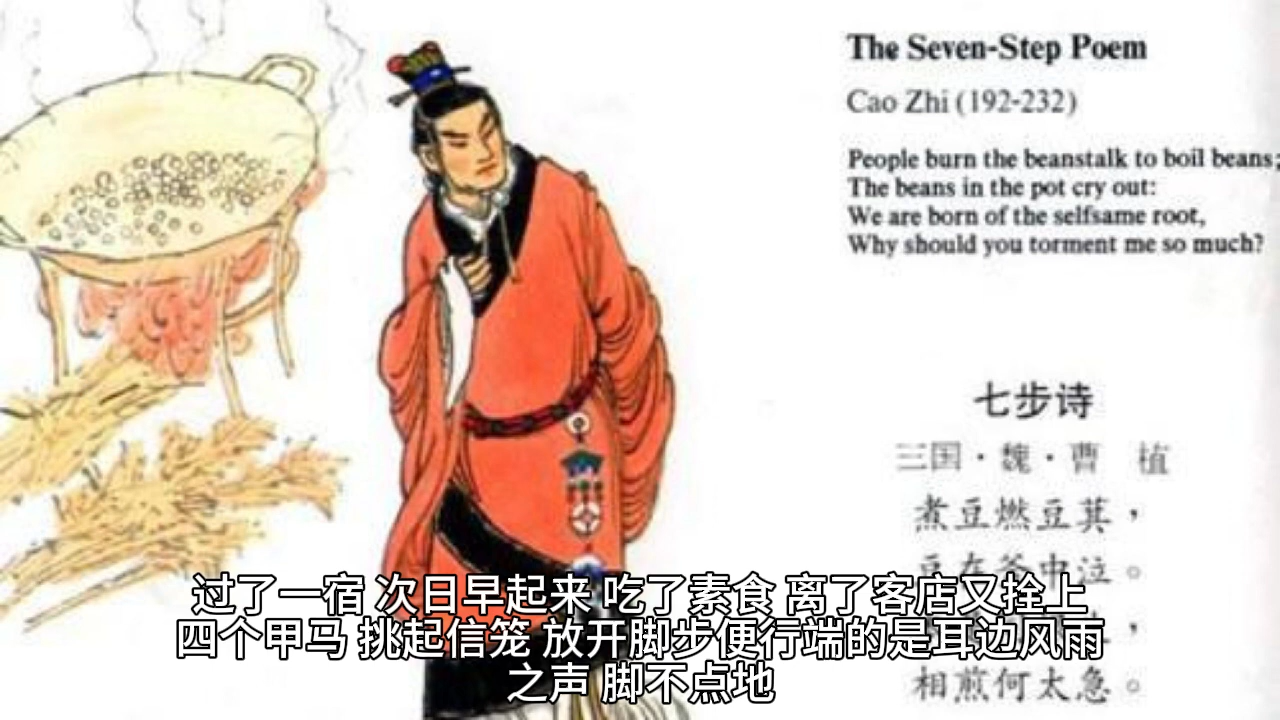 The Seven-Step Poem
Cao Zhi (192-232)
People burn the beanstalk to boil beans;
The beans in the pot cry out:
We are born of the selfsame root,
Why should you torment me so much?
七步诗
三国·魏·曹 植
煮豆燃豆萁，
豆在釜中泣。
，
相煎何太急。
过了一宿 次日早起来 吃了素食 离了客店又拴上
四个甲马 挑起信笼 放开脚步便行端的是耳边风雨
之声 脚不点地